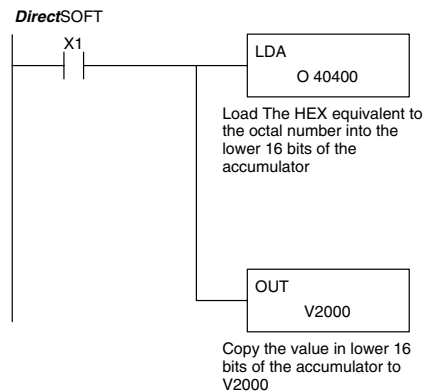 DirectSOFT
X1
LDA
O 40400
Load The HEX equivalent to
the octal number into the
lower 16 bits of the
accumulator
OUT
V2000
Copy the value in lower 16
bits of the accumulator to
V2000